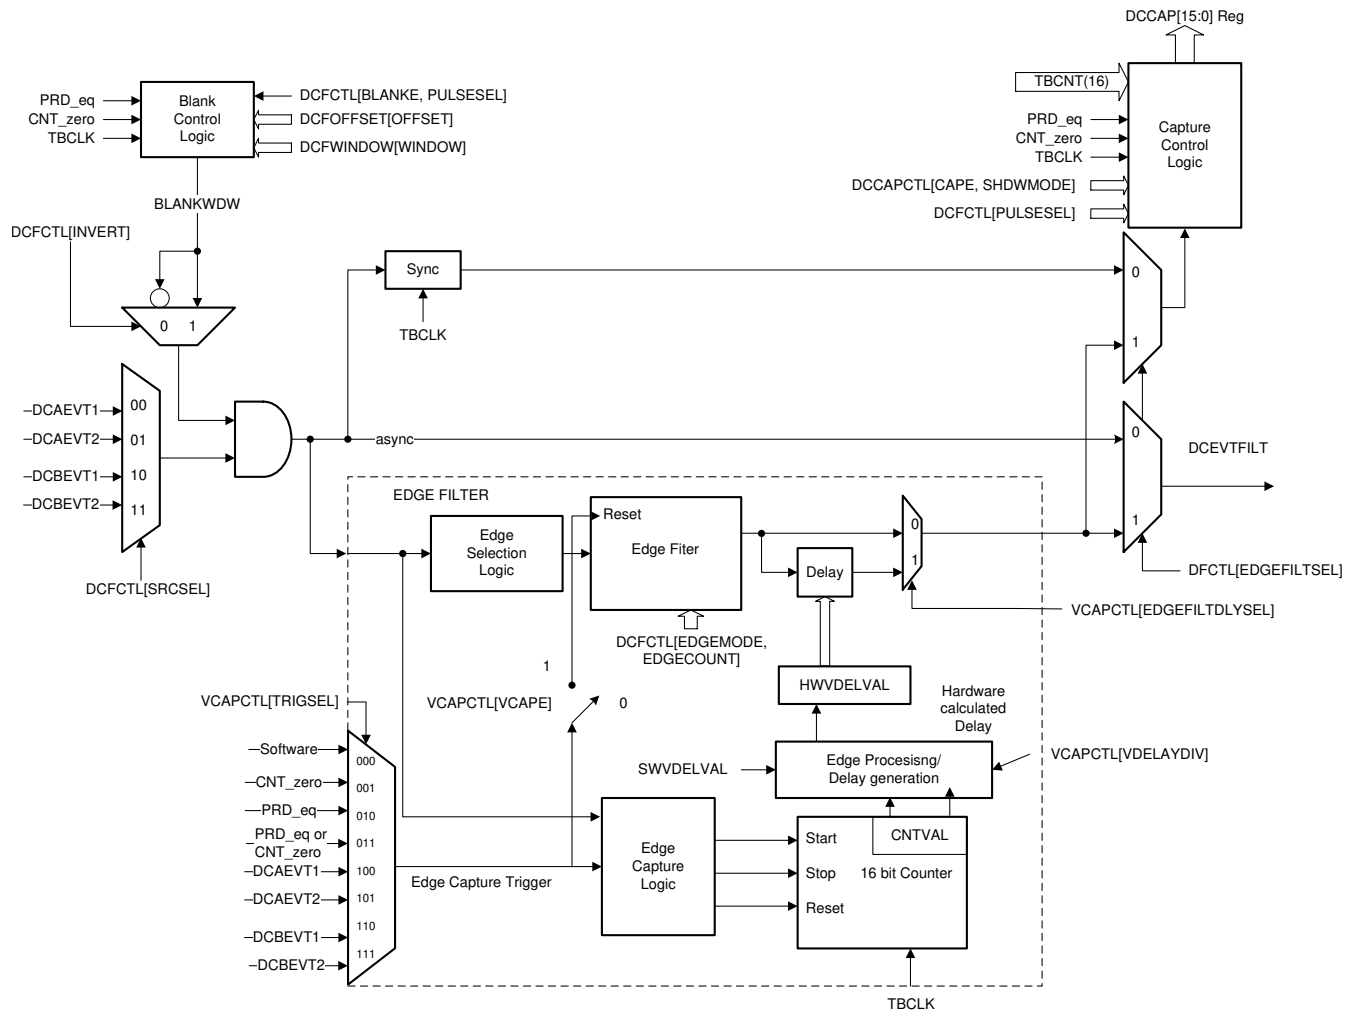 DCCAP[15:0] Reg
TBCNT(16)
PRD_eq
CNT_zero
TBCLK
Blank
Control
Logic
DCFCTL[BLANKE, PULSESEL]
DCFOFFSET[OFFSET]
DCFWINDOW[WINDOW]
PRD_eq
CNT_zero
TBCLK
Capture
Control
Logic
DCCAPCTL[CAPE, SHDWMODE]
DCFCTL[PULSESEL]
BLANKWDW
DCFCTL[INVERT]
0 1
Sync
TBCLK
0
1
DCAEVT1
DCAEVT2
DCBEVT1
DCBEVT2
00
01
10
11
DCFCTL[SRCSEL]
async
0
1
DCEVTFILT
DFCTL[EDGEFILTSEL]
EDGE FILTER
Edge
Selection
Logic
Reset
Edge Fiter
DCFCTL[EDGEMODE,
EDGECOUNT]
Delay
0
1
VCAPCTL[EDGEFILTDLYSEL]
HWVDELVAL
Hardware
calculated
Delay
1
VCAPCTL[VCAPE]
0
VCAPCTL[TRIGSEL]
Software
CNT_zero
PRD_eq
PRD_eq or
CNT_zero
DCAEVT1
DCAEVT2
DCBEVT1
DCBEVT2
000
001
010
011
100
101
110
111
Edge Capture Trigger
SWVDELVAL
Edge Procesisng/
Delay generation
VCAPCTL[VDELAYDIV]
Edge
Capture
Logic
Start
Stop
Reset
CNTVAL
16 bit Counter
TBCLK